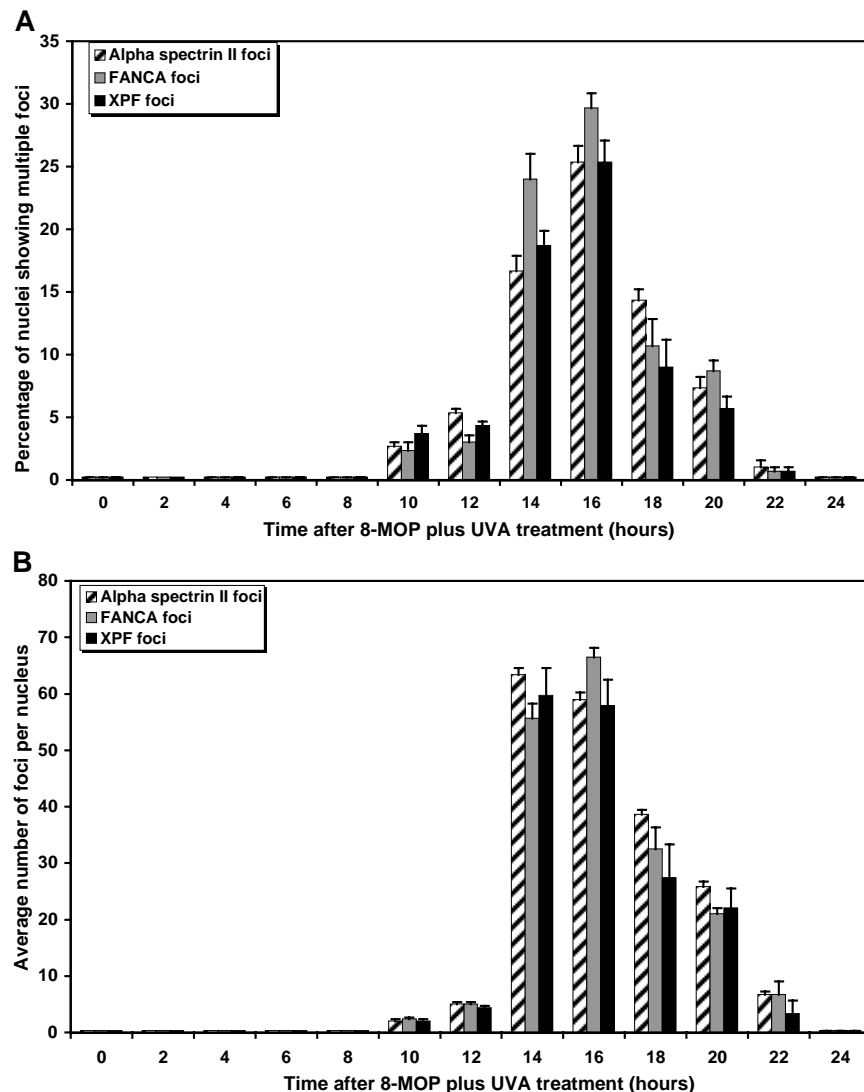 A
Alpha spectrin II foci
FANCA foci
XPF foci
35
30
25
20
15
10
5
0
Percentage of nuclei showing multiple foci
0 2 4 6 8 10 12 14 16 18 20 22 24
Time after 8-MOP plus UVA treatment (hours)
B
Alpha spectrin II foci
FANCA foci
XPF foci
80
70
60
50
40
30
20
10
0
Average number of foci per nucleus
0 2 4 6 8 10 12 14 16 18 20 22 24
Time after 8-MOP plus UVA treatment (hours)